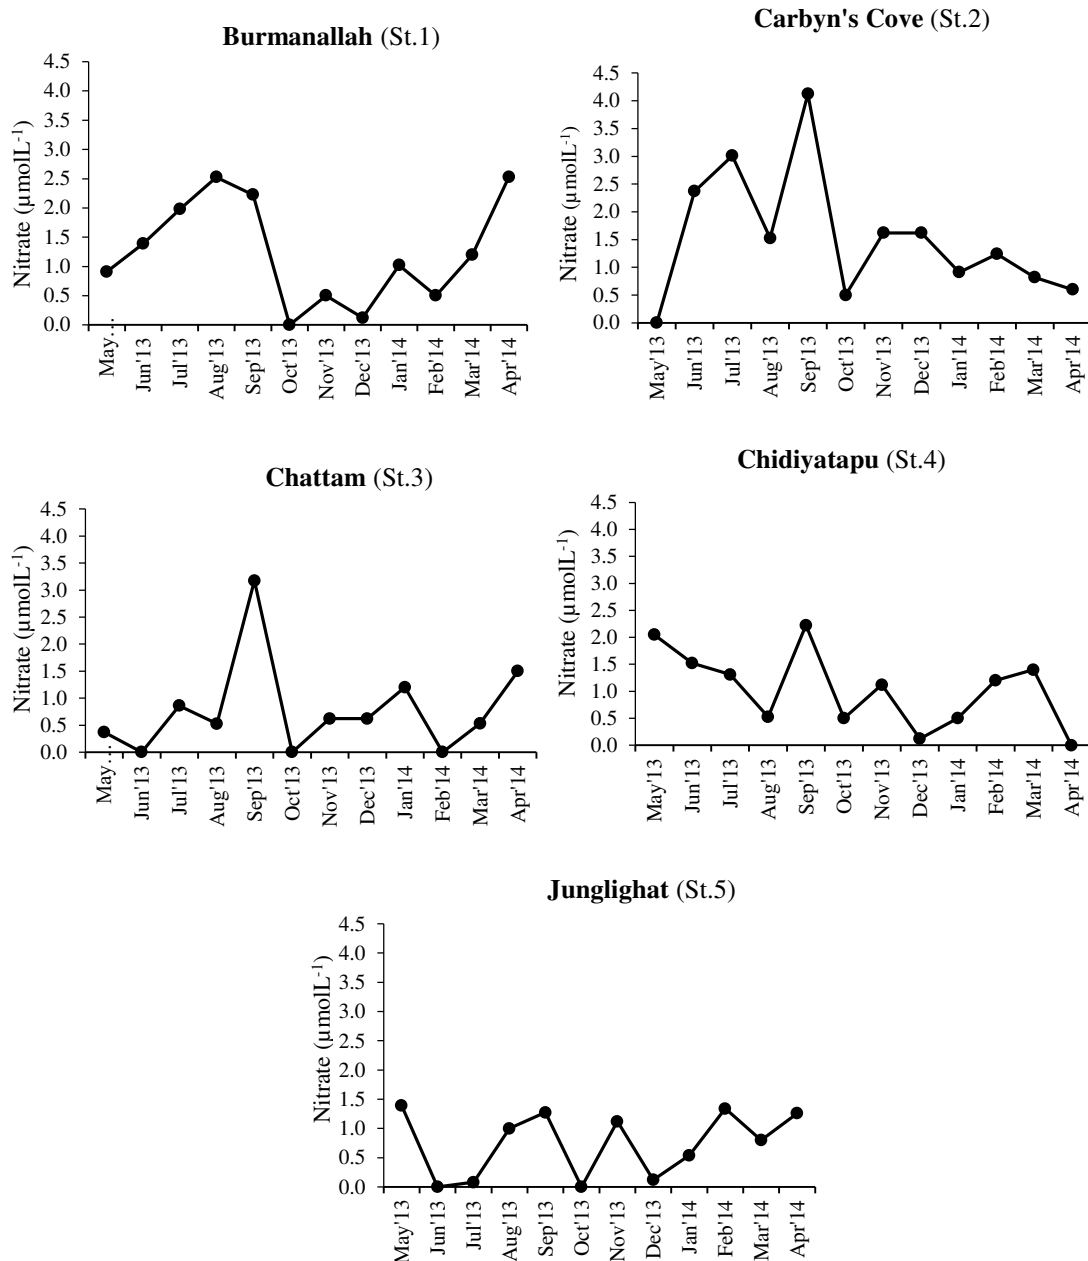 Burmanallah (St.1)
Nitrate (µmolL-1)
4.5
4.0
3.5
3.0
2.5
2.0
1.5
1.0
0.5
0.0
May...
Jun'13
Jul'13
Aug'13
Sep'13
Oct'13
Nov'13
Dec'13
Jan'14
Feb'14
Mar'14
Apr'14
Carbyn's Cove (St.2)
Nitrate (µmolL-1)
4.5
4.0
3.5
3.0
2.5
2.0
1.5
1.0
0.5
0.0
May'13
Jun'13
Jul'13
Aug'13
Sep'13
Oct'13
Nov'13
Dec'13
Jan'14
Feb'14
Mar'14
Apr'14
Chattam (St.3)
Nitrate (µmolL-1)
4.5
4.0
3.5
3.0
2.5
2.0
1.5
1.0
0.5
0.0
May...
Jun'13
Jul'13
Aug'13
Sep'13
Oct'13
Nov'13
Dec'13
Jan'14
Feb'14
Mar'14
Apr'14
Chidiyatapu (St.4)
Nitrate (µmolL-1)
4.5
4.0
3.5
3.0
2.5
2.0
1.5
1.0
0.5
0.0
May'13
Jun'13
Jul'13
Aug'13
Sep'13
Oct'13
Nov'13
Dec'13
Jan'14
Feb'14
Mar'14
Apr'14
Junglighat (St.5)
Nitrate (µmolL-1)
4.5
4.0
3.5
3.0
2.5
2.0
1.5
1.0
0.5
0.0
May'13
Jun'13
Jul'13
Aug'13
Sep'13
Oct'13
Nov'13
Dec'13
Jan'14
Feb'14
Mar'14
Apr'14